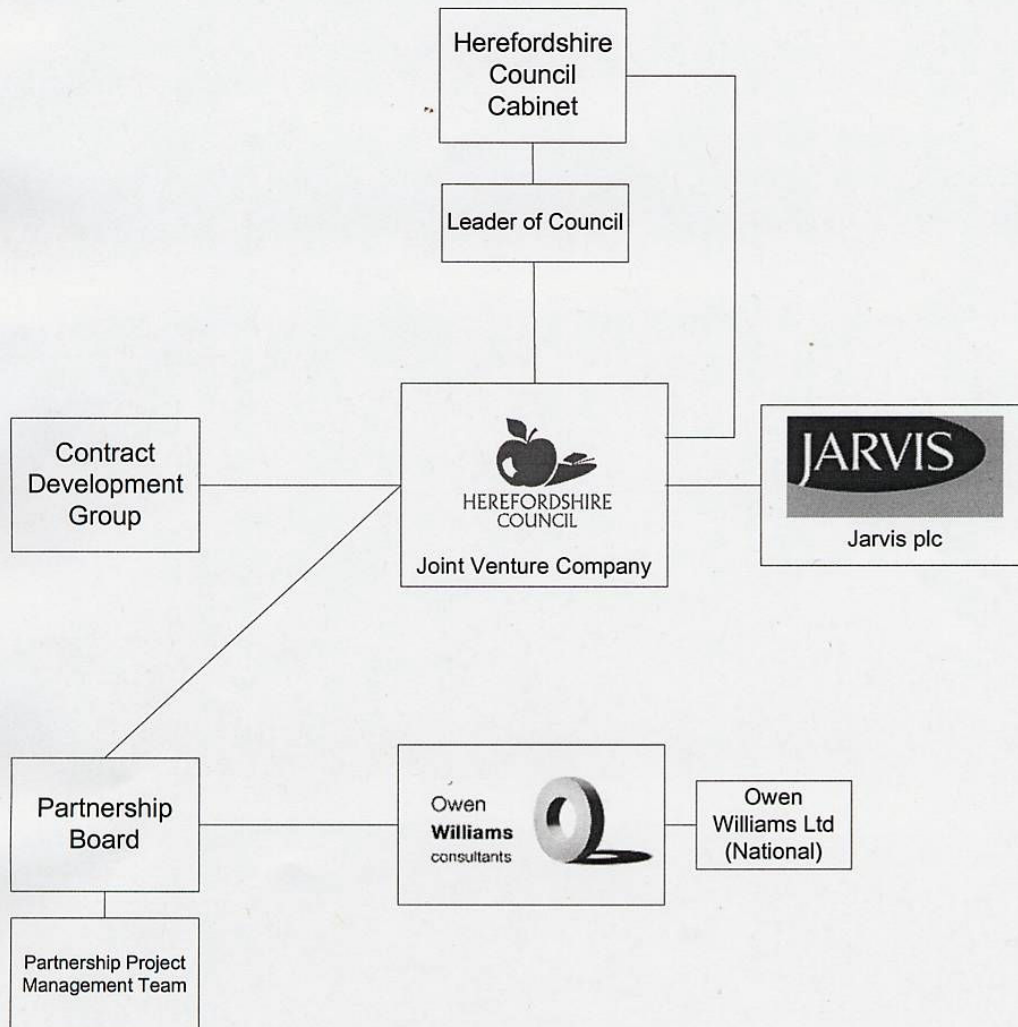 Herefordshire
Council
Cabinet
Leader of Council
Contract
Development
Group
HEREFORDSHIRE
COUNCIL
Joint Venture Company
JARVIS
Jarvis plc
Partnership
Board
Owen
Williams
consultants
Owen
Williams Ltd
(National)
Partnership Project
Management Team